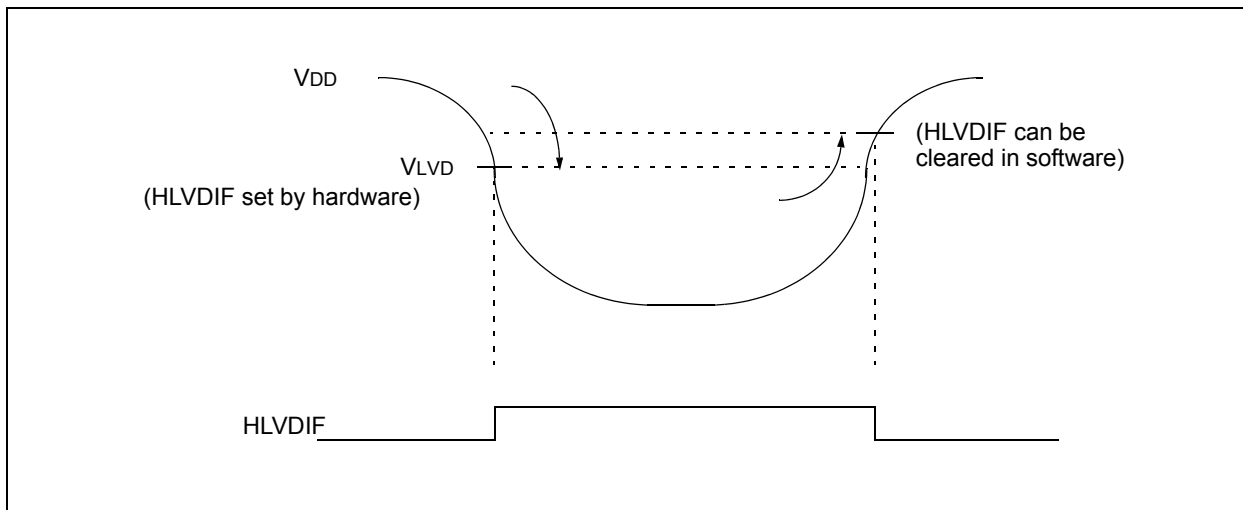 VDD
(HLVDIF can be
cleared in software)
VLVD
(HLVDIF set by hardware)
HLVDIF